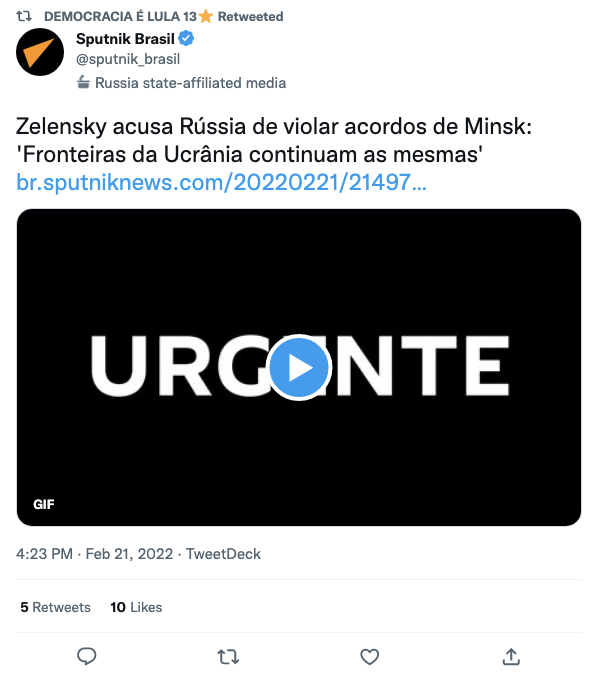 DEMOCRACIA É LULA 13⭐ Retweeted
Sputnik Brasil
@sputnik_brasil
Russia state-affiliated media
Zelensky acusa Rússia de violar acordos de Minsk:
'Fronteiras da Ucrânia continuam as mesmas'
br.sputniknews.com/20220221/21497...
URGENTE
GIF
4:23 PM · Feb 21, 2022 · TweetDeck
5 Retweets 10 Likes